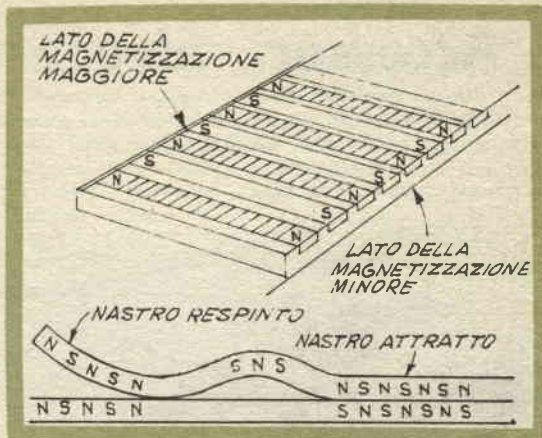 LATO DELLA
MAGNETIZZAZIONE
MAGGIORE
N
S
N
S
N
S
N
N
S
N
S
N
S
N
LATO DELLA
MAGNETIZZAZIONE
MINORE
NASTRO RESPINTO
NASTRO ATTRATTO
N S N S N
S N S
N S N S N S N
N S N S N
S N S N S N S